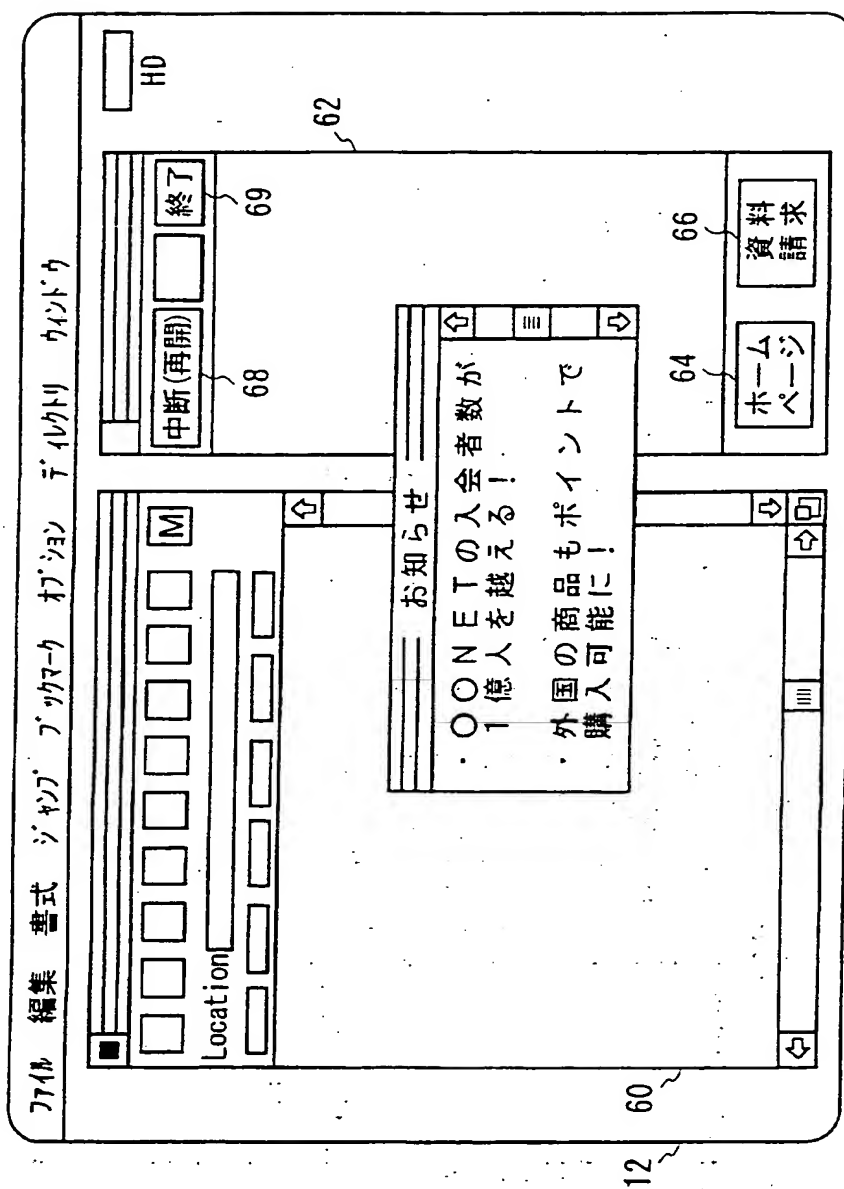 ファイル 編集 書式 ジャンプ ブックマーク オプション ディレクトリ ウィンドウ
HD
M
Location
中断(再開)
終了
68
69
62
お知らせ
・〇〇NETの入会者数が
1億人を越える!
・外国の商品もポイントで
購入可能に!
64
66
ホーム
ページ
資料
請求
60
12